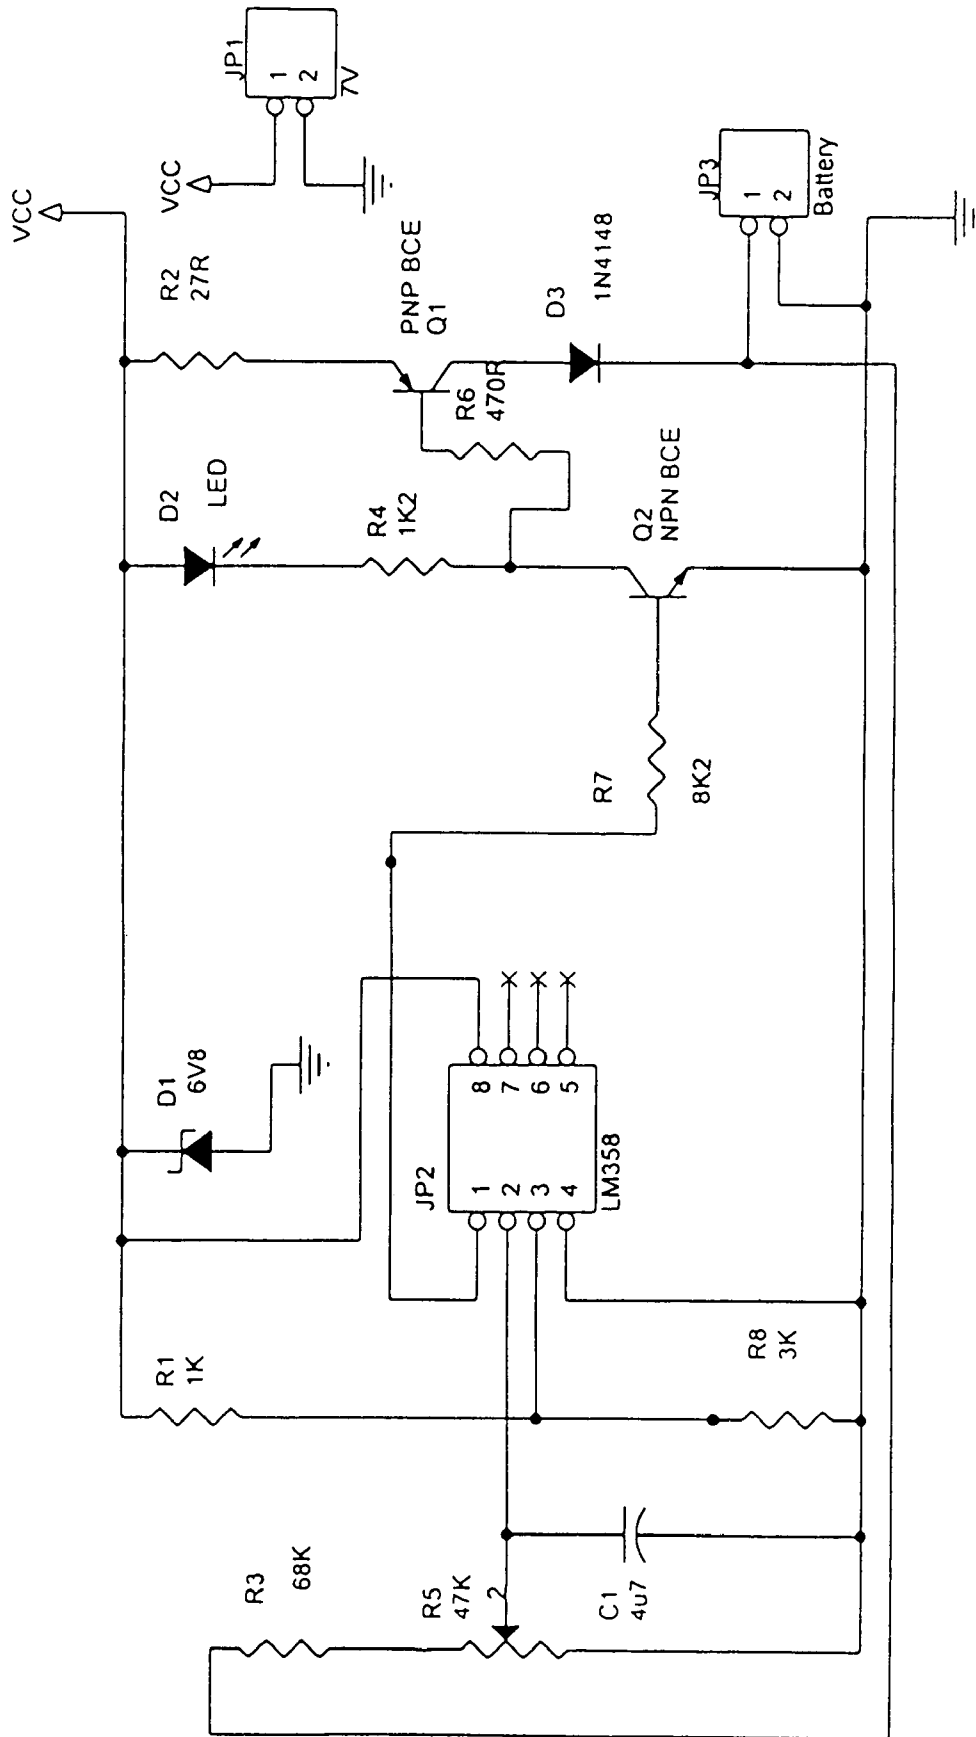 VCC
JP1
1
2
7V
VCC
R2
27R
PNP BCE
Q1
D3
1N4148
JP3
1
2
Battery
D2
LED
R4
1K2
R6
470R
Q2
NPN BCE
R7
8K2
D1
6V8
JP2
1
2
3
4
8
7
6
5
LM358
R1
1K
R8
3K
R3
68K
R5
47K
2
C1
4u7